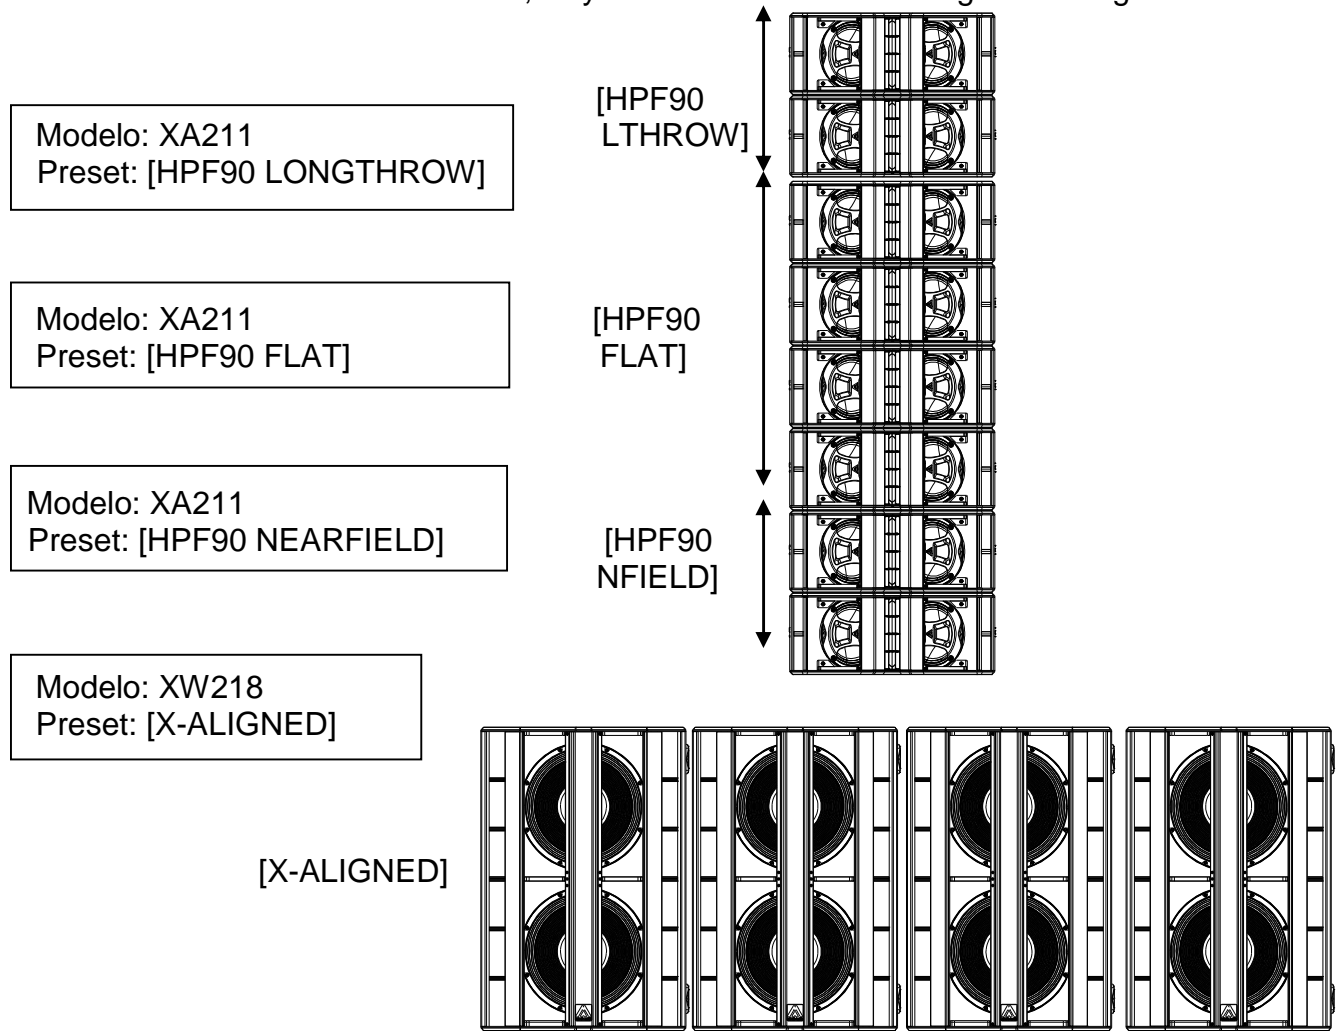 [HPF90
LTHROW]
Modelo: XA211
Preset: [HPF90 LONGTHROW]
Modelo: XA211
Preset: [HPF90 FLAT]
[HPF90
FLAT]
Modelo: XA211
Preset: [HPF90 NEARFIELD]
[HPF90
NFIELD]
Modelo: XW218
Preset: [X-ALIGNED]
[X-ALIGNED]